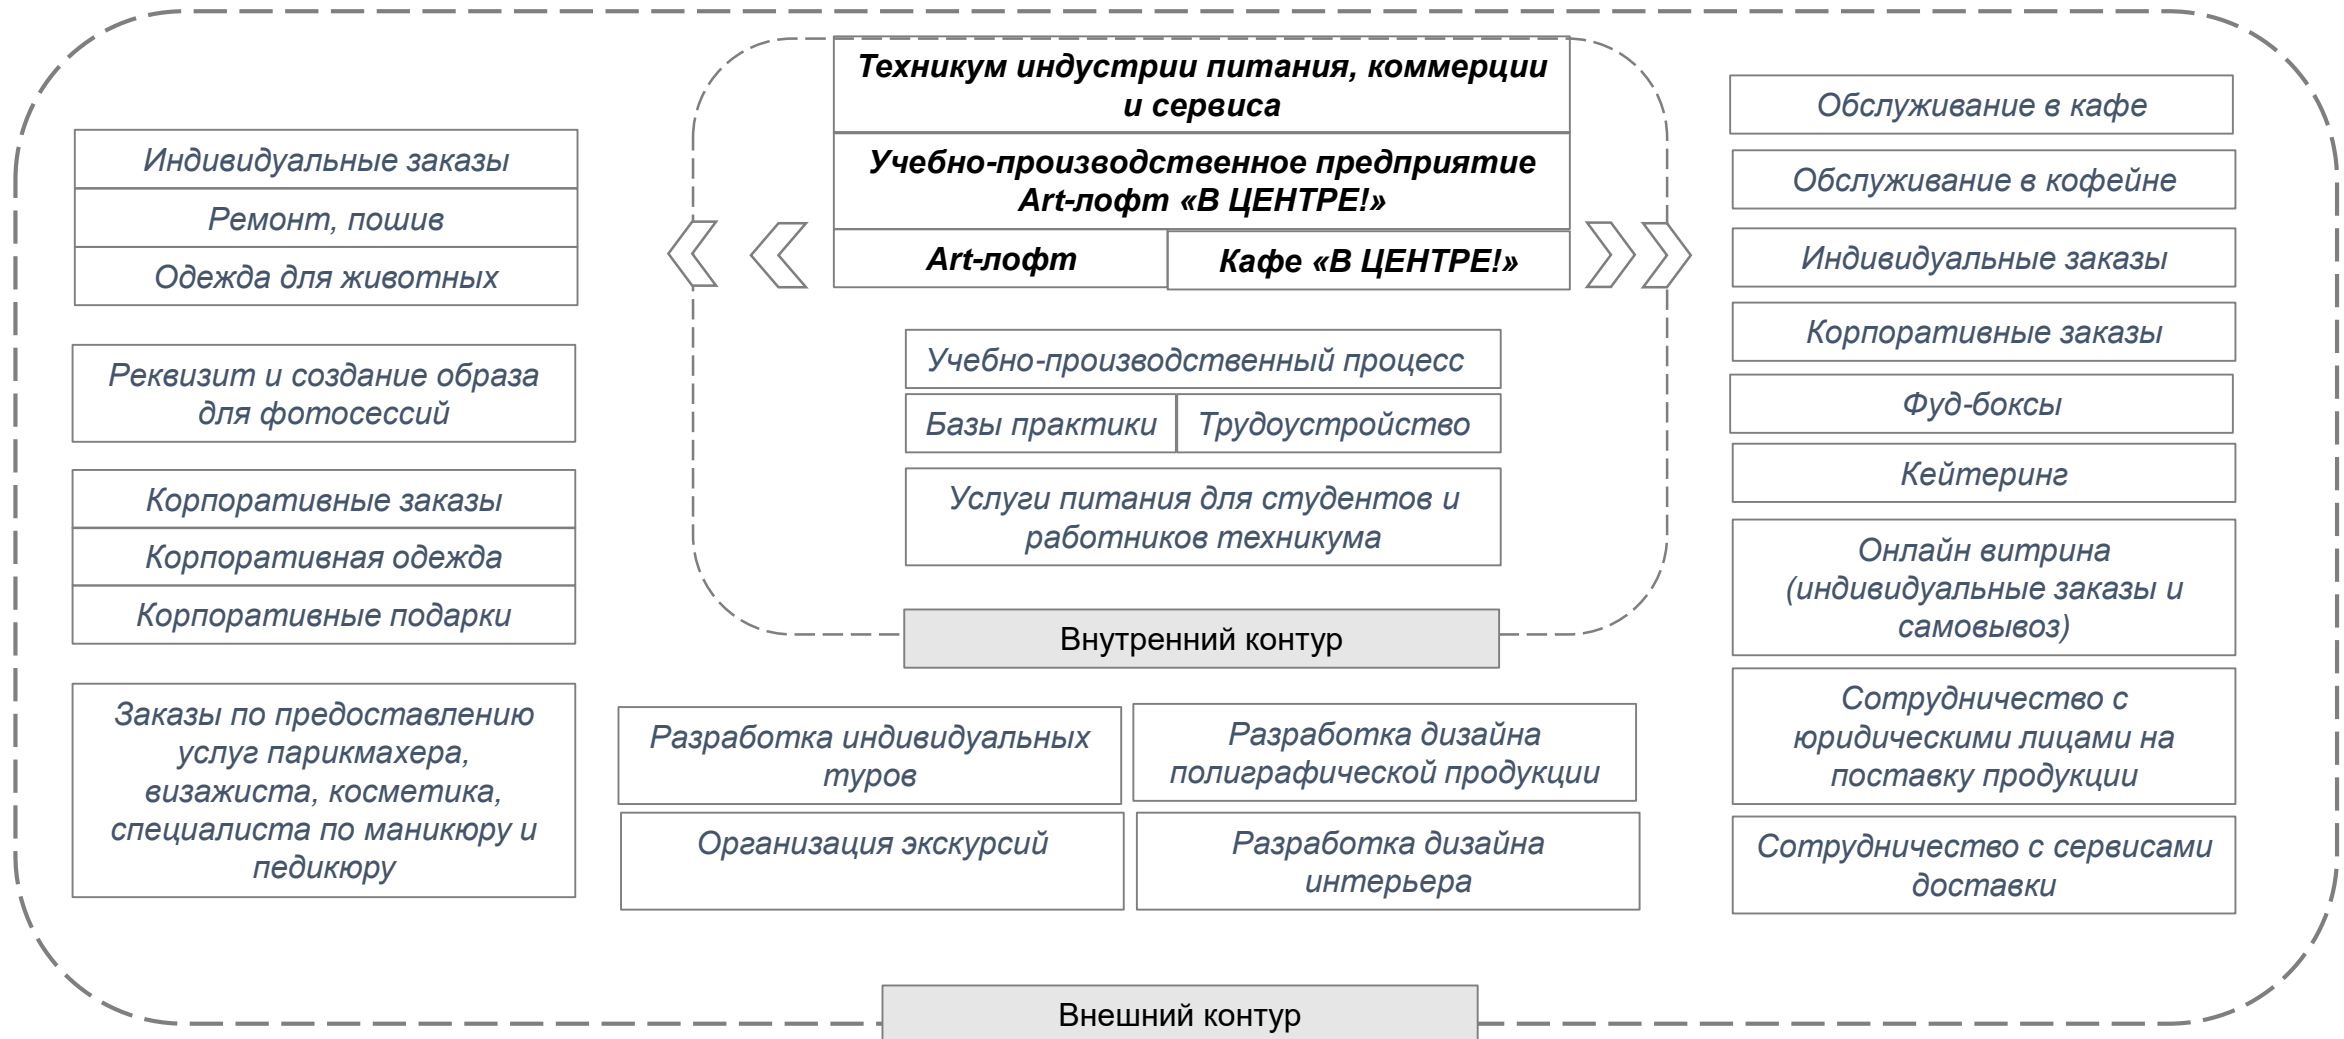 Техникум индустрии питания, коммерции
и сервиса
Учебно-производственное предприятие
Art-лофт «В ЦЕНТРЕ!»
Art-лофт
Кафе «В ЦЕНТРЕ!»
Индивидуальные заказы
Ремонт, пошив
Одежда для животных
Реквизит и создание образа
для фотосессий
Корпоративные заказы
Корпоративная одежда
Корпоративные подарки
Заказы по предоставлению
услуг парикмахера,
визажиста, косметика,
специалиста по маникюру и
педикюру
Учебно-производственный процесс
Базы практики
Трудоустройство
Услуги питания для студентов и
работников техникума
Внутренний контур
Разработка индивидуальных
туров
Разработка дизайна
полиграфической продукции
Организация экскурсий
Разработка дизайна
интерьера
Обслуживание в кафе
Обслуживание в кофейне
Индивидуальные заказы
Корпоративные заказы
Фуд-боксы
Кейтеринг
Онлайн витрина
(индивидуальные заказы и
самовывоз)
Сотрудничество с
юридическими лицами на
поставку продукции
Сотрудничество с сервисами
доставки
Внешний контур